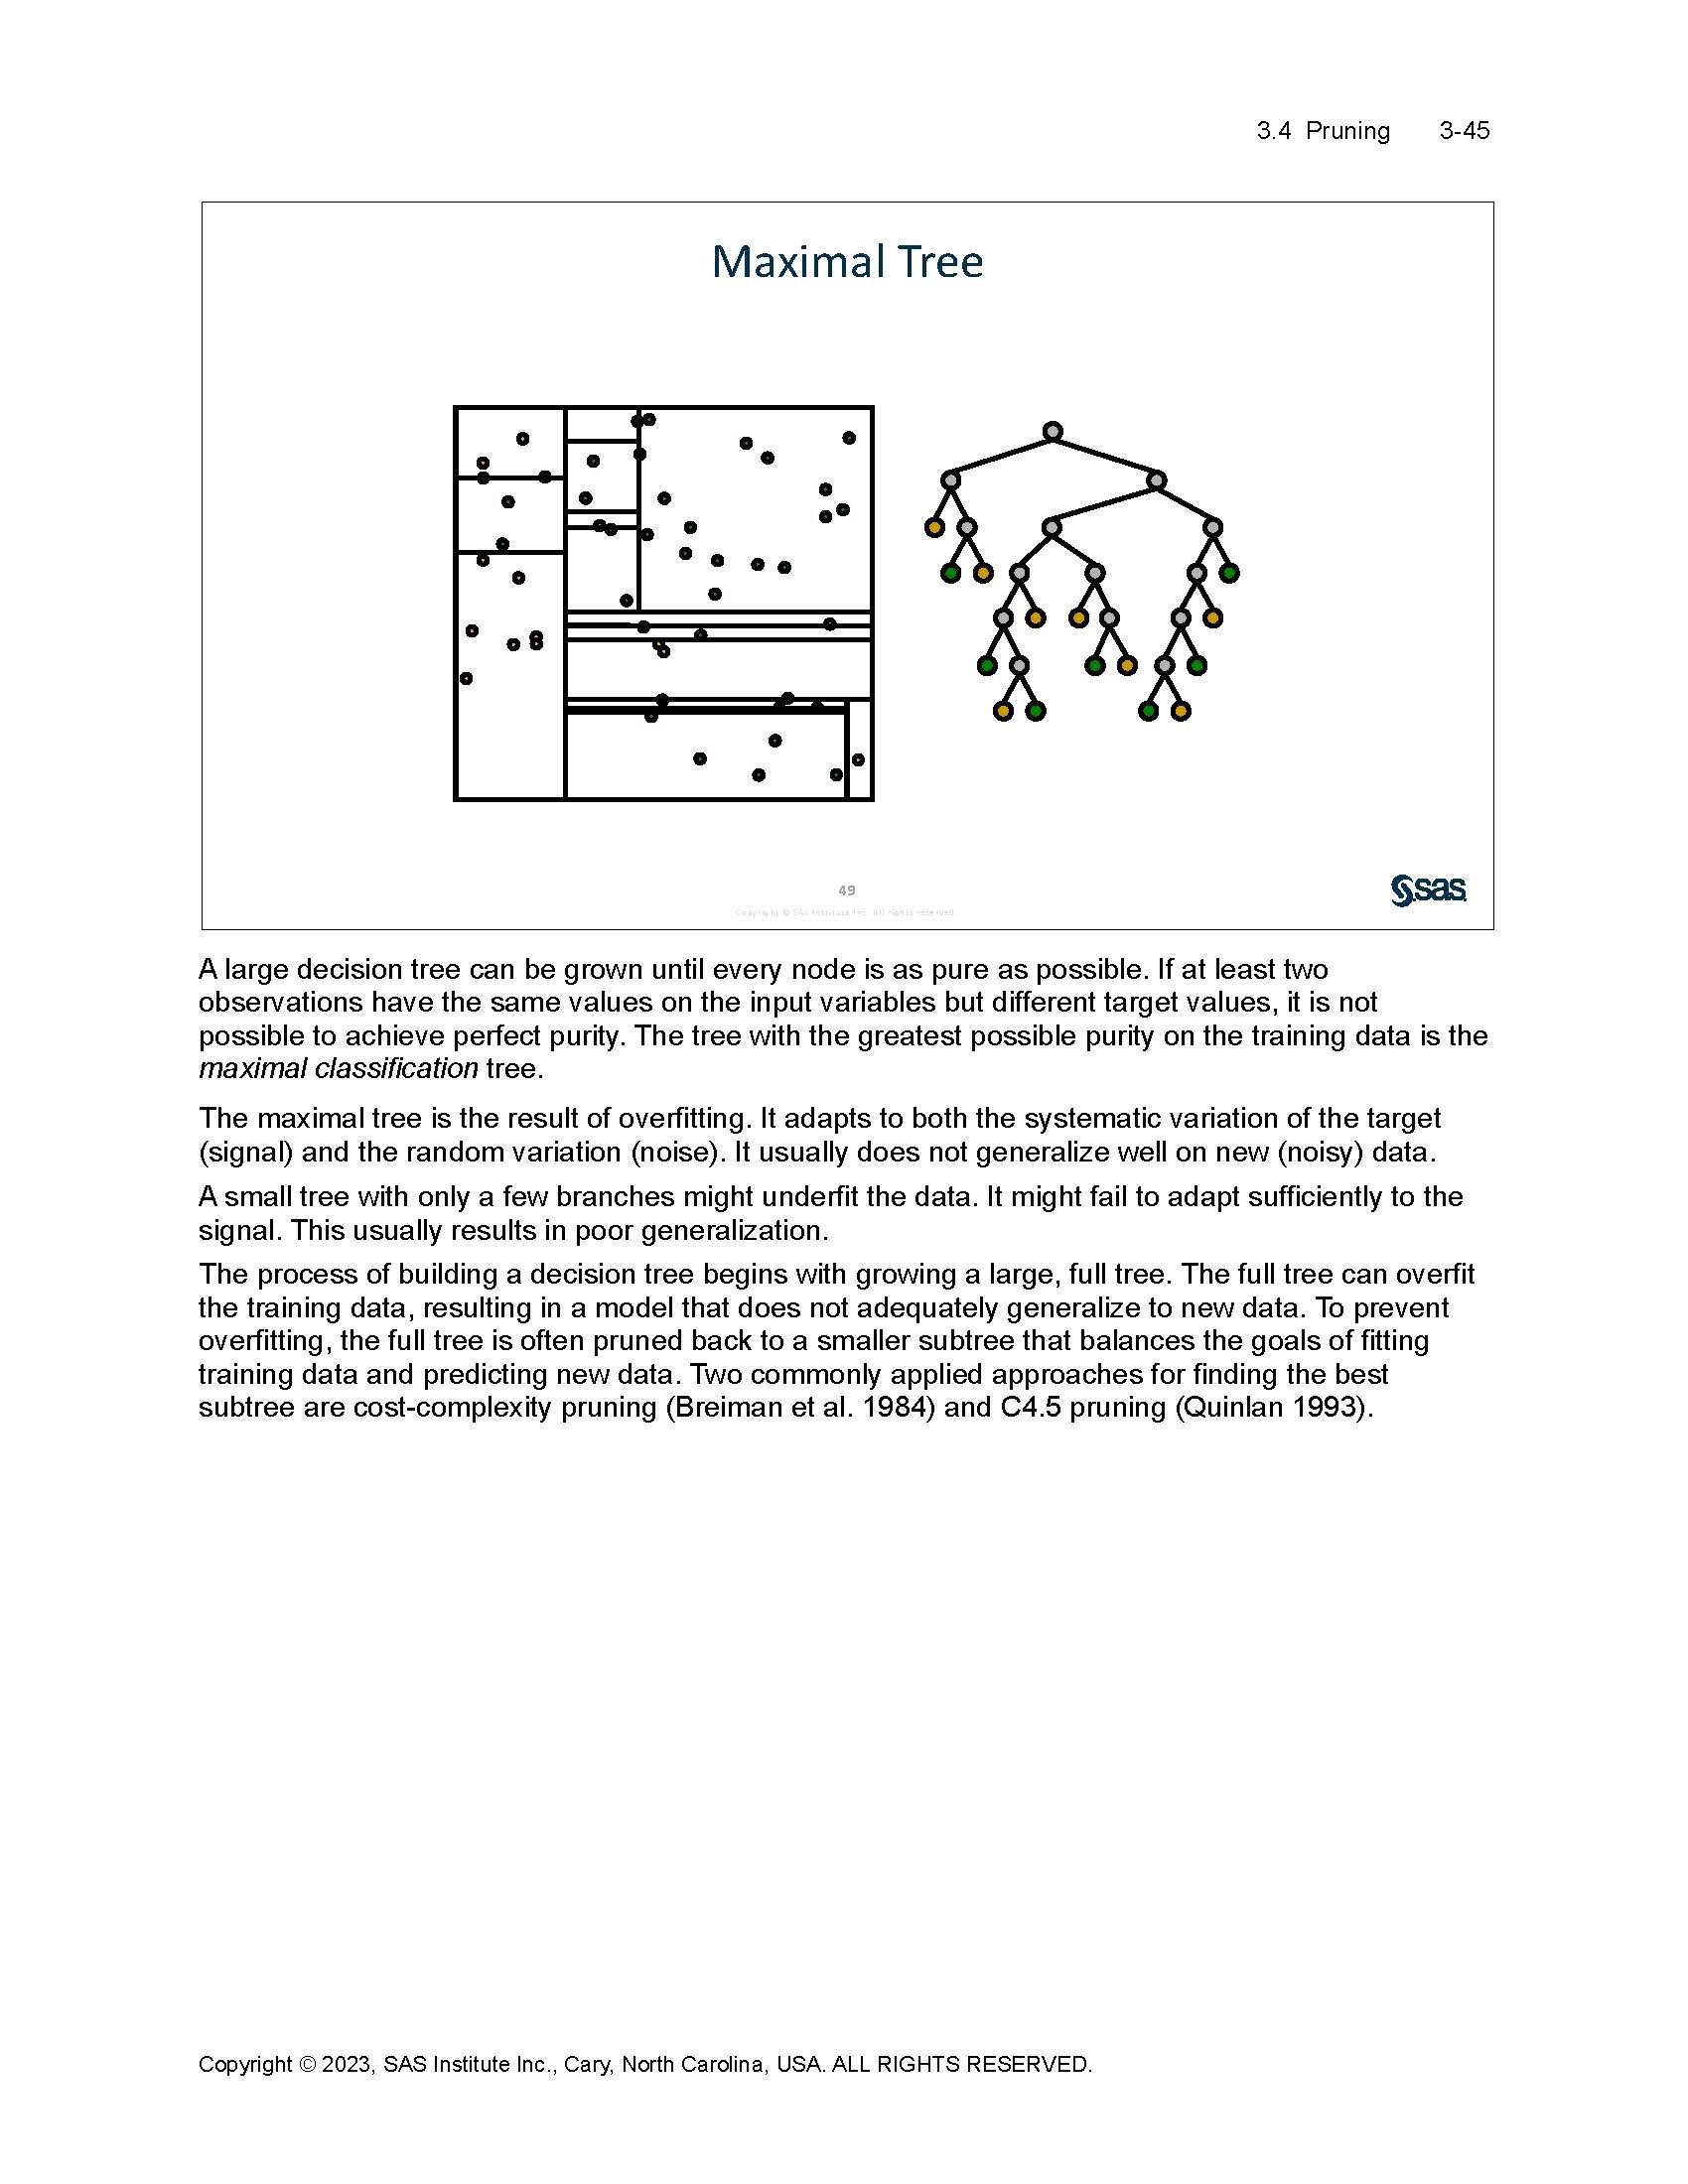 3.4 Pruning 3-45
Maximal Tree
49
Copyright © SAS Institute Inc. All rights reserved.
sas
A large decision tree can be grown until every node is as pure as possible. If at least two
observations have the same values on the input variables but different target values, it is not
possible to achieve perfect purity. The tree with the greatest possible purity on the training data is the
maximal classification tree.
The maximal tree is the result of overfitting. It adapts to both the systematic variation of the target
(signal) and the random variation (noise). It usually does not generalize well on new (noisy) data.
A small tree with only a few branches might underfit the data. It might fail to adapt sufficiently to the
signal. This usually results in poor generalization.
The process of building a decision tree begins with growing a large, full tree. The full tree can overfit
the training data, resulting in a model that does not adequately generalize to new data. To prevent
overfitting, the full tree is often pruned back to a smaller subtree that balances the goals of fitting
training data and predicting new data. Two commonly applied approaches for finding the best
subtree are cost-complexity pruning (Breiman et al. 1984) and C4.5 pruning (Quinlan 1993).
Copyright © 2023, SAS Institute Inc., Cary, North Carolina, USA. ALL RIGHTS RESERVED.